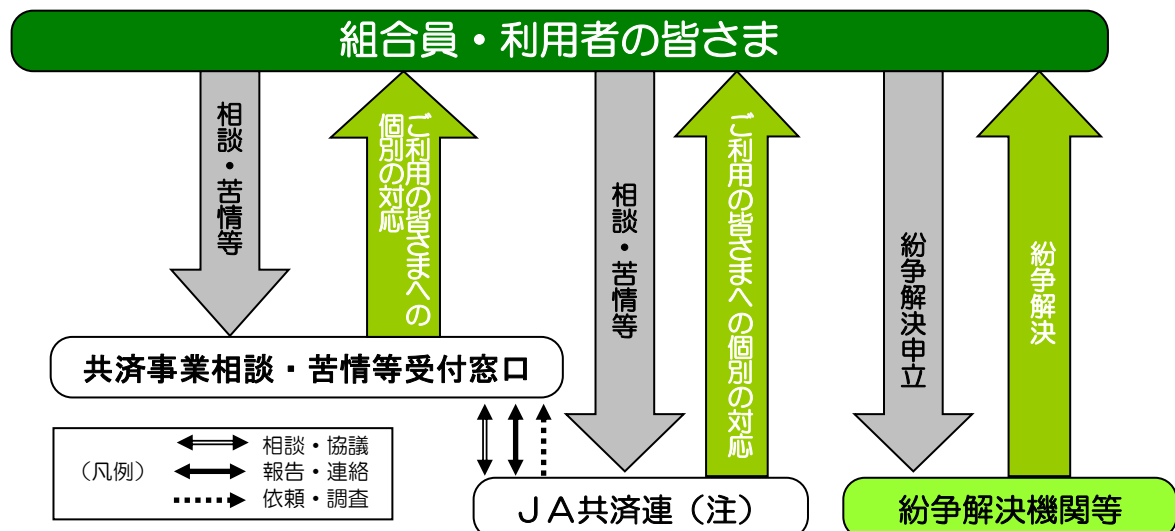 組合員・利用者の皆さま
相談・苦情等
ご利用の皆さまへの
個別の対応
相談・苦情等
ご利用の皆さまへの個別の対応
紛争解決申立
紛争解決
共済事業相談・苦情等受付窓口
（凡例）
相談・協議
報告・連絡
依頼・調査
ＪＡ共済連（注）
紛争解決機関等